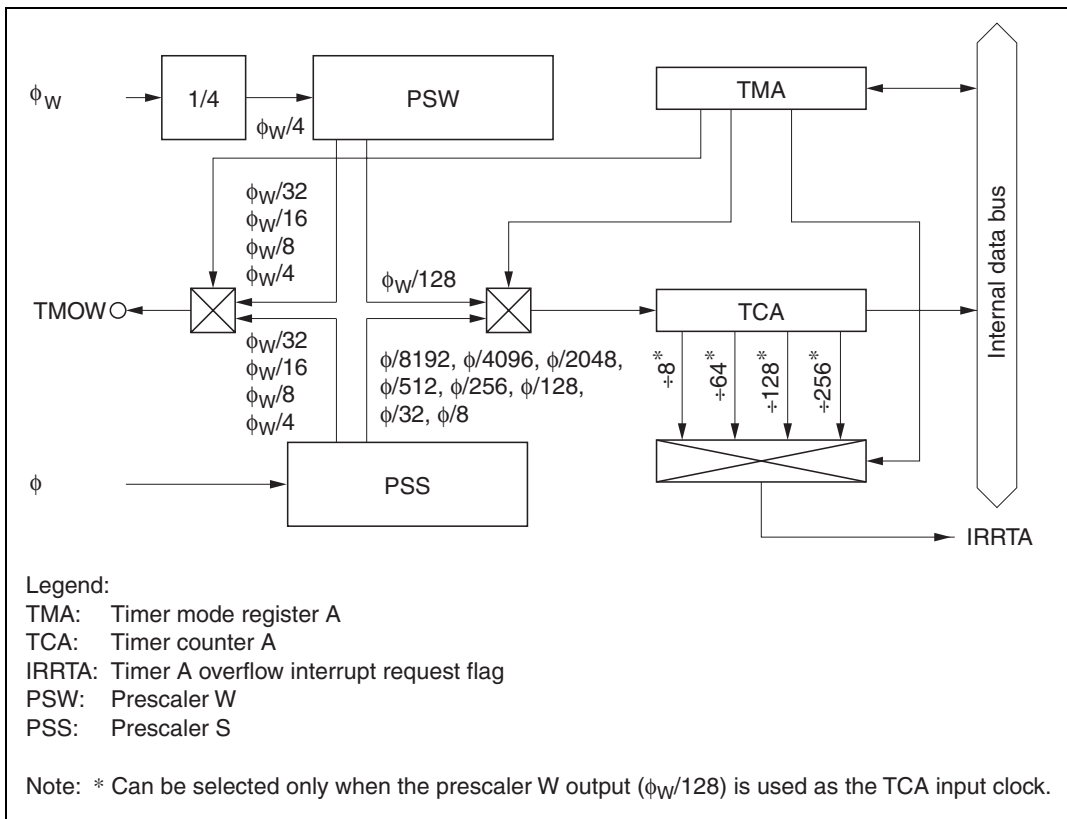 ϕW
1/4
PSW
ϕW/4
TMA
ϕW/32
ϕW/16
ϕW/8
ϕW/4
ϕW/128
TMOW
TCA
Internal data bus
ϕW/32
ϕW/16
ϕW/8
ϕW/4
ϕ/8192, ϕ/4096, ϕ/2048,
ϕ/512, ϕ/256, ϕ/128,
ϕ/32, ϕ/8
÷8*
÷64*
÷128*
÷256*
ϕ
PSS
IRRTA
Legend:
TMA: Timer mode register A
TCA: Timer counter A
IRRTA: Timer A overflow interrupt request flag
PSW: Prescaler W
PSS: Prescaler S
Note: * Can be selected only when the prescaler W output (ϕW/128) is used as the TCA input clock.